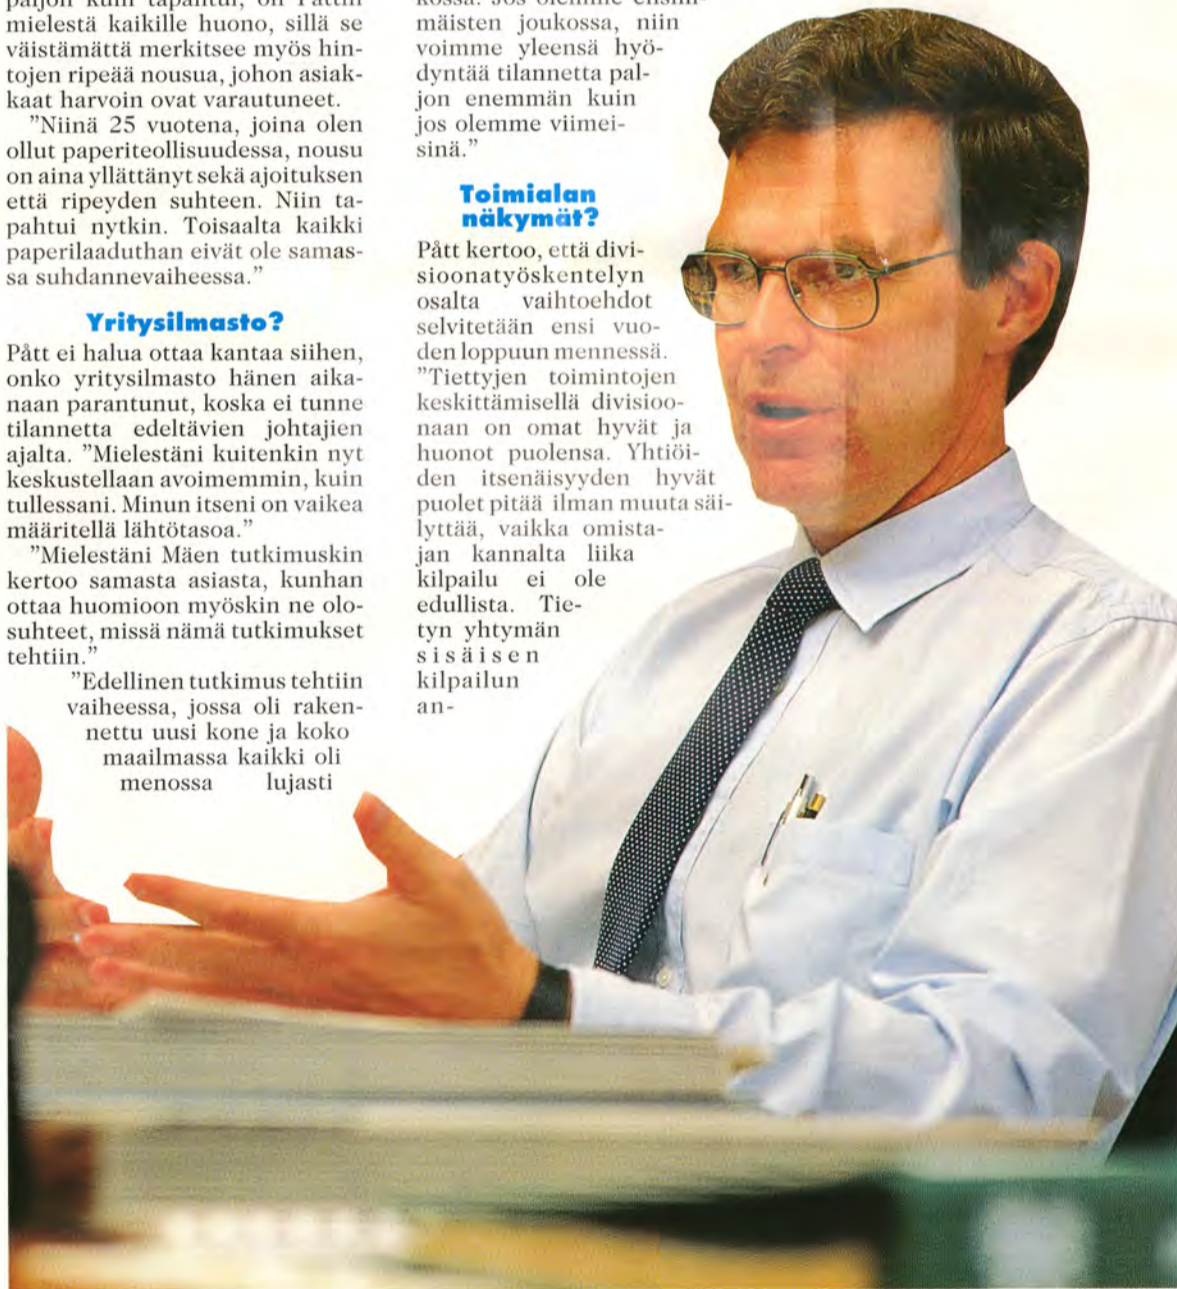 mielestä kaikille huono, sillä se
väistämättä merkitsee myös hin-
tojen ripeää nousua, johon asiak-
kaat harvoin ovat varautuneet.
"Niinä 25 vuotena, joina olen
ollut paperiteollisuudessa, nousu
on aina yllättänyt sekä ajoituksen
että ripeyden suhteen. Niin ta-
pahtui nytkin. Toisaalta kaikki
paperilaaduthan eivät ole samas-
sa suhdannevaiheessa."
Yritysilmasto?
Pått ei halua ottaa kantaa siihen,
onko yritysilmasto hänen aika-
naan parantunut, koska ei tunne
tilannetta edeltävien johtajien
ajalta. "Mielestäni kuitenkin nyt
keskustellaan avoimemmin, kuin
tullessani. Minun itseni on vaikea
määritellä lähtötasoa."
"Mielestäni Mäen tutkimuskin
kertoo samasta asiasta, kunhan
ottaa huomioon myöskin ne olo-
suhteet, missä nämä tutkimukset
tehtiin."
"Edellinen tutkimus tehtiin
vaiheessa, jossa oli raken-
nettu uusi kone ja koko
maailmassa kaikki oli
menossa lujasti
mäisten joukossa, niin
voimme yleensä hyö-
dyntää tilannetta pal-
jon enemmän kuin
jos olemme viimei-
sinä."
Toimialan
näkymät?
Pått kertoo, että divi-
sioonatyöskentelyn
osalta vaihtoehdot
selvitetään ensi vuo-
den loppuun mennessä.
"Tiettyjen toimintojen
keskittämisellä divisioo-
naan on omat hyvät ja
huonot puolensa. Yhtiöi-
den itsenäisyyden hyvät
puolet pitää ilman muuta säi-
lyttää, vaikka omista-
jan kannalta liika
kilpailu ei ole
edullista. Tie-
tyn yhtymän
sisäisen
kilpailun
an-